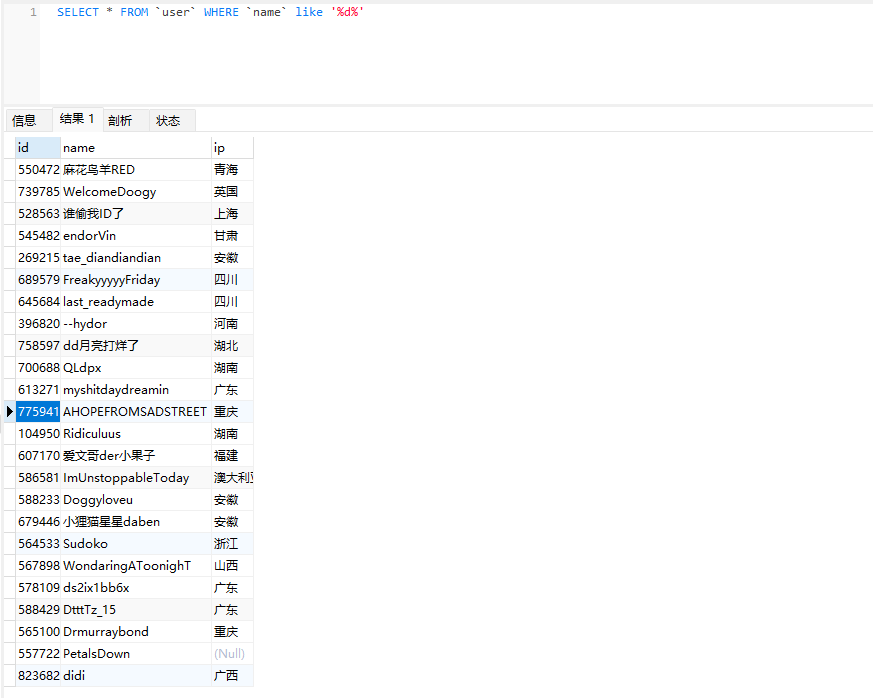 1 SELECT * FROM `user` WHERE `name` like '%d%'
信息 结果 1 剖析 状态
id name ip
550472 麻花鸟羊RED 青海
739785 WelcomeDoogy 英国
528563 谁偷我ID了 上海
545482 endorVin 甘肃
269215 tae_diandiandian 安徽
689579 FreakyyyyyFriday 四川
645684 last_readymade 四川
396820 --hydor 河南
758597 dd月亮打烊了 湖北
700688 QLdpx 湖南
613271 myshitdaydreamin 广东
775941 AHOPEFROMSADSTREET 重庆
104950 Ridiculuus 湖南
607170 爱文哥der小果子 福建
586581 ImUnstoppableToday 澳大利
588233 Doggyloveu 安徽
679446 小狸猫星星daben 安徽
564533 Sudoko 浙江
567898 WondaringAToonighT 山西
578109 ds2ix1bb6x 广东
588429 DtttTz_15 广东
565100 Drmurraybond 重庆
557722 PetalsDown (Null)
823682 didi 广西